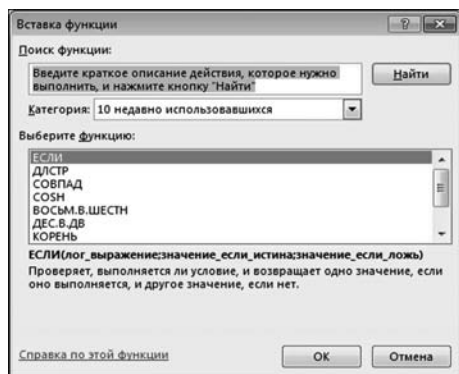 Вставка функции
Поиск функции:
Введите краткое описание действия, которое нужно
выполнить, и нажмите кнопку "Найти"
Найти
Категория: 10 недавно использовавшихся
Выберите функцию:
ЕСЛИ
ДЛСТР
СОВПАД
COSH
ВОСЬМ.В.ШЕСТН
ДЕС.В.ДВ
КОРЕНЬ
ЕСЛИ(лог_выражение;значение_если_истина;значение_если_ложь)
Проверяет, выполняется ли условие, и возвращает одно значение, если
оно выполняется, и другое значение, если нет.
Справка по этой функции
ОК
Отмена